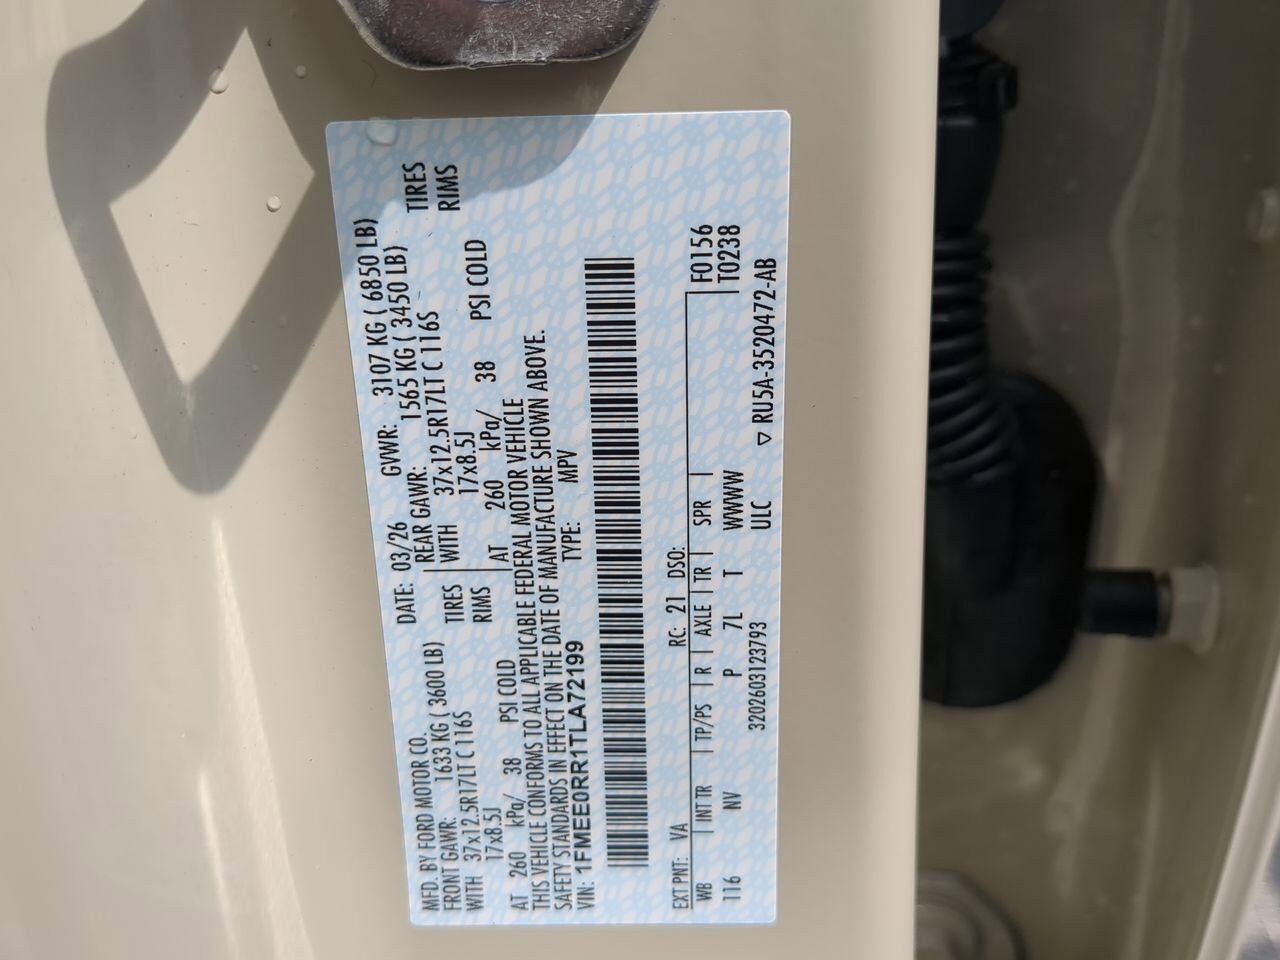 MFD. BY FORD MOTOR CO.
DATE: 03/26 GVWR: 3107 KG ( 6850 LB)
FRONT GAWR: 1633 KG ( 3600 LB) REAR GAWR: 1565 KG ( 3450 LB)
WITH 37x12.5R17LT C 116S TIRES WITH 37x12.5R17LT C 116S TIRES
17x8.5J RIMS 17x8.5J RIMS
AT 260 kPa/ 38 PSI COLD AT 260 kPa/ 38 PSI COLD
THIS VEHICLE CONFORMS TO ALL APPLICABLE FEDERAL MOTOR VEHICLE
SAFETY STANDARDS IN EFFECT ON THE DATE OF MANUFACTURE SHOWN ABOVE.
VIN: 1FMEE0RR1TLA72199 TYPE: MPV
EXT PNT: VA RC: 21 DSO: F0156
WB INT TR TP/PS R AXLE TR SPR T0238
116 NV P 7L T WWWW
3202603123793 ULC ▽ RU5A-3520472-AB